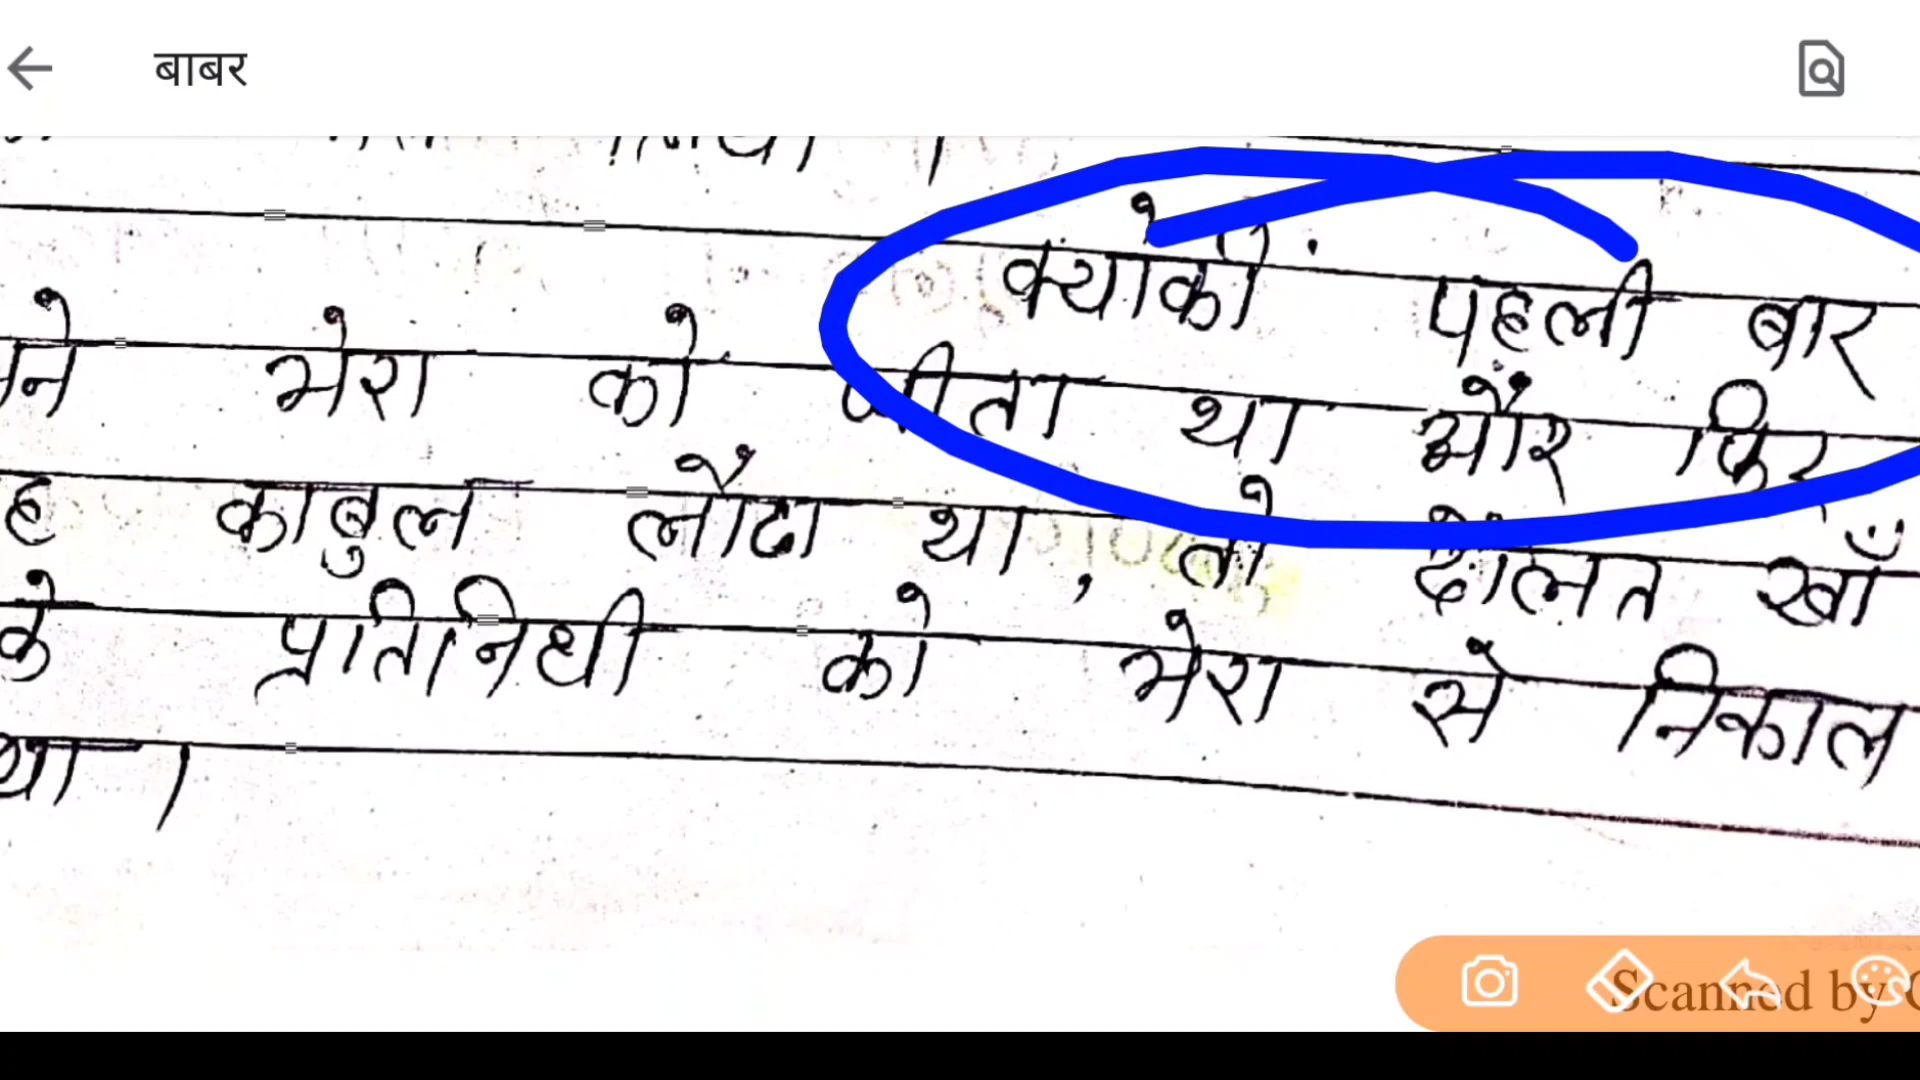 बाबर
क्योंकी पहली बार
ने भेरा को जीता था और फिर
ह काबुल लौटा था, तो दौलत खाँ
के प्रतिनिधी को भेरा से निकाल
था।
Scanned by C